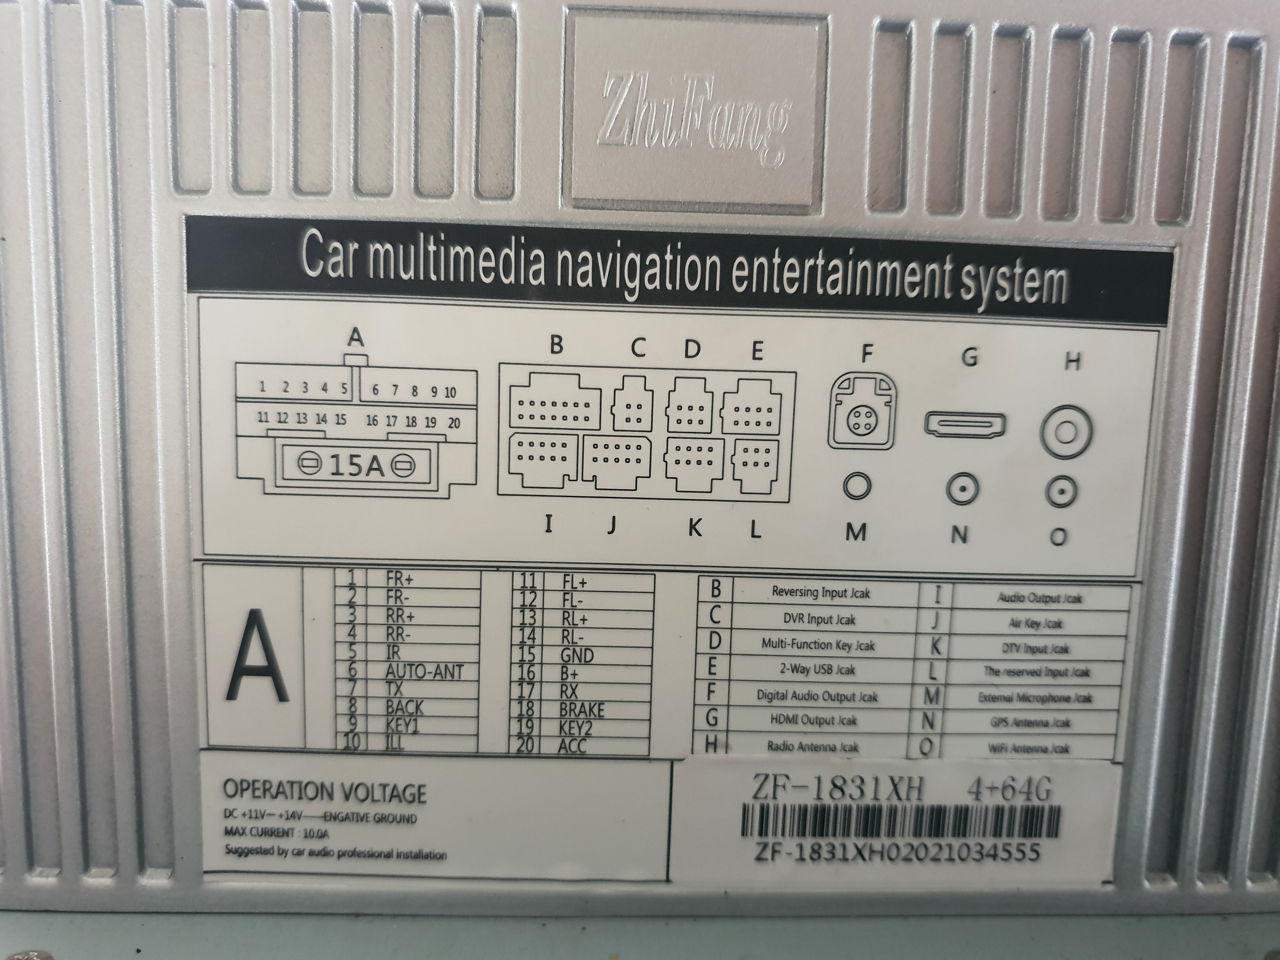 ZhiFang
Car multimedia navigation entertainment system
A B C D E F G H
1 2 3 4 5 6 7 8 9 10
11 12 13 14 15 16 17 18 19 20
15A
I J K L M N O
A
1 FR+ 11 FL+
2 FR- 12 FL-
3 RR+ 13 RL+
4 RR- 14 RL-
5 IR 15 GND
6 AUTO-ANT 16 B+
7 TX 17 RX
8 BACK 18 BRAKE
9 KEY1 19 KEY2
10 ILL 20 ACC
B Reversing Input Jcak I Audio Output Jcak
C DVR Input Jcak J Air Key Jcak
D Multi-Function Key Jcak K DTV Input Jcak
E 2-Way USB Jcak L The reserved Input Jcak
F Digital Audio Output Jcak M External Microphone Jcak
G HDMI Output Jcak N GPS Antenna Jcak
H Radio Antenna Jcak O WiFi Antenna Jcak
OPERATION VOLTAGE
DC +11V—+14V——ENGATIVE GROUND
MAX CURRENT : 10.0A
Suggested by car audio professional installation
ZF-1831XH 4+64G
ZF-1831XH02021034555